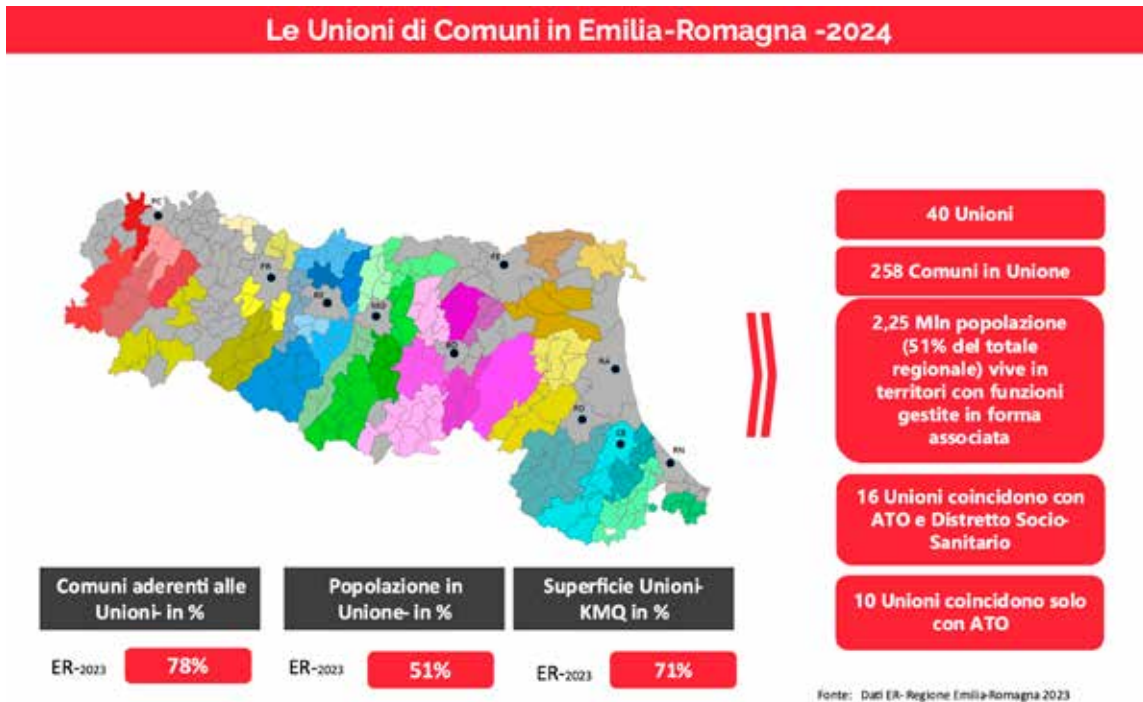 Le Unioni di Comuni in Emilia-Romagna -2024
PC
PR
RE
MO
FE
BO
RA
FO
CE
RN
40 Unioni
258 Comuni in Unione
2,25 Mln popolazione
(51% del totale
regionale) vive in
territori con funzioni
gestite in forma
associata
16 Unioni coincidono con
ATO e Distretto Socio-
Sanitario
10 Unioni coincidono solo
con ATO
Comuni aderenti alle
Unioni- in %
ER-2023
78%
Popolazione in
Unione- in %
ER-2023
51%
Superficie Unioni-
KMQ in %
ER-2023
71%
Fonte: Dati ER- Regione Emilia-Romagna 2023